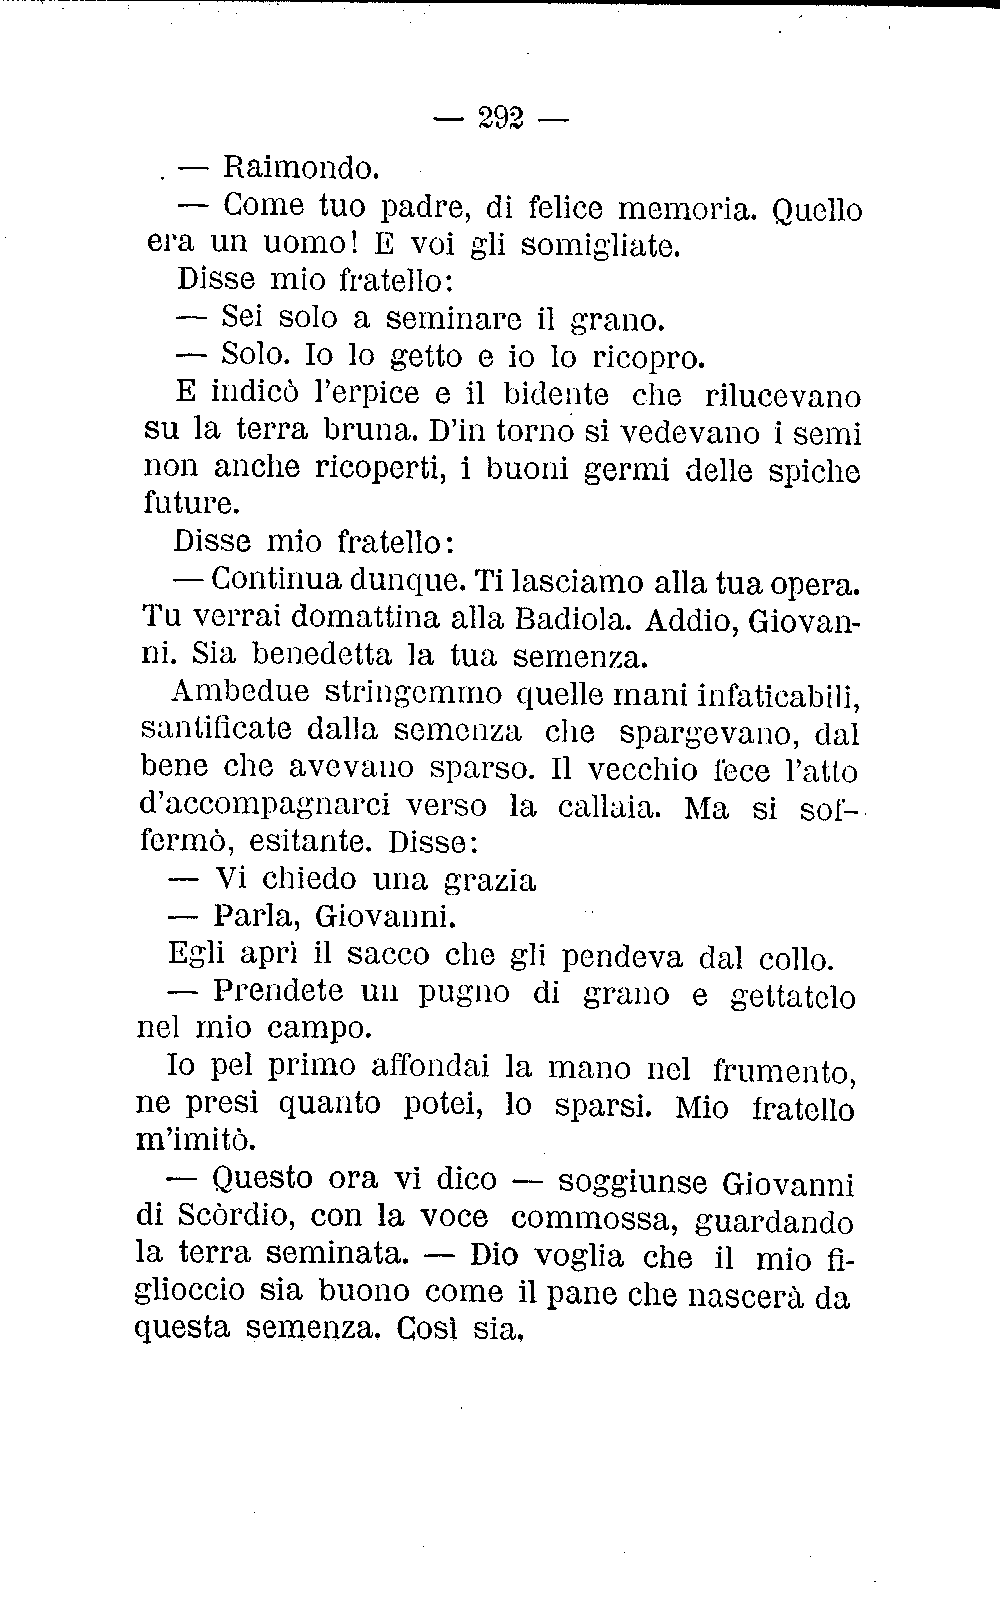 — 292 —
— Raimondo.
— Come tuo padre, di felice memoria. Quello
era un uomo! E voi gli somigliate.
Disse mio fratello:
— Sei solo a seminare il grano.
— Solo. Io lo getto e io lo ricopro.
E indicò l'erpice e il bidente che rilucevano
su la terra bruna. D'in torno si vedevano i semi
non anche ricoperti, i buoni germi delle spiche
future.
Disse mio fratello:
— Continua dunque. Ti lasciamo alla tua opera.
Tu verrai domattina alla Badiola. Addio, Giovan-
ni. Sia benedetta la tua semenza.
Ambedue stringemmo quelle mani infaticabili,
santificate dalla semenza che spargevano, dal
bene che avevano sparso. Il vecchio fece l'atto
d'accompagnarci verso la callaia. Ma si sof-
fermò, esitante. Disse:
— Vi chiedo una grazia
— Parla, Giovanni.
Egli aprì il sacco che gli pendeva dal collo.
— Prendete un pugno di grano e gettatelo
nel mio campo.
Io pel primo affondai la mano nel frumento,
ne presi quanto potei, lo sparsi. Mio fratello
m'imitò.
— Questo ora vi dico — soggiunse Giovanni
di Scòrdio, con la voce commossa, guardando
la terra seminata. — Dio voglia che il mio fi-
glioccio sia buono come il pane che nascerà da
questa semenza. Così sia.